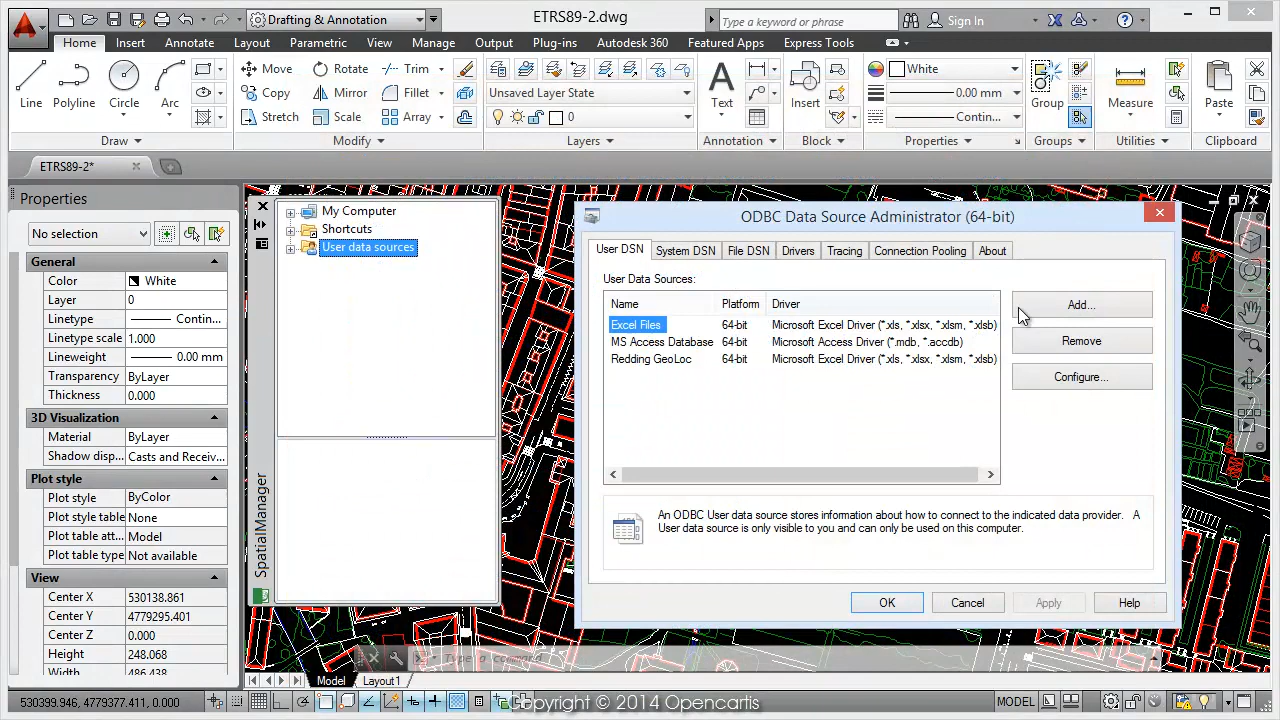 Drafting & Annotation
ETRS89-2.dwg
Type a keyword or phrase
Sign In
Home Insert Annotate Layout Parametric View Manage Output Plug-ins Autodesk 360 Featured Apps Express Tools
Line
Polyline
Circle
Arc
Move
Rotate
Trim
Copy
Mirror
Fillet
Stretch
Scale
Array
Unsaved Layer State
0
Text
Insert
White
0.00 mm
Contin...
Group
Measure
Paste
Draw
Modify
Layers
Annotation
Block
Properties
Groups
Utilities
Clipboard
ETRS89-2*
Properties
No selection
General
Color White
Layer 0
Linetype Contin...
Linetype scale 1.000
Lineweight 0.00 mm
Transparency ByLayer
Thickness 0.000
3D Visualization
Material ByLayer
Shadow disp... Casts and Receiv...
Plot style
Plot style ByColor
Plot style table None
Plot table att... Model
Plot table type Not available
View
Center X 530138.861
Center Y 4779295.401
Center Z 0.000
Height 248.068
Width 486.438
My Computer
Shortcuts
User data sources
SpatialManager
ODBC Data Source Administrator (64-bit)
User DSN System DSN File DSN Drivers Tracing Connection Pooling About
User Data Sources:
Name Platform Driver
Excel Files 64-bit Microsoft Excel Driver (*.xls, *.xlsx, *.xlsm, *.xlsb)
MS Access Database 64-bit Microsoft Access Driver (*.mdb, *.accdb)
Redding GeoLoc 64-bit Microsoft Excel Driver (*.xls, *.xlsx, *.xlsm, *.xlsb)
Add...
Remove
Configure...
An ODBC User data source stores information about how to connect to the indicated data provider. A
User data source is only visible to you and can only be used on this computer.
OK Cancel Apply Help
Type a command
Model Layout1
530399.946, 4779377.411, 0.000
Copyright © 2014 Opencartis
MODEL